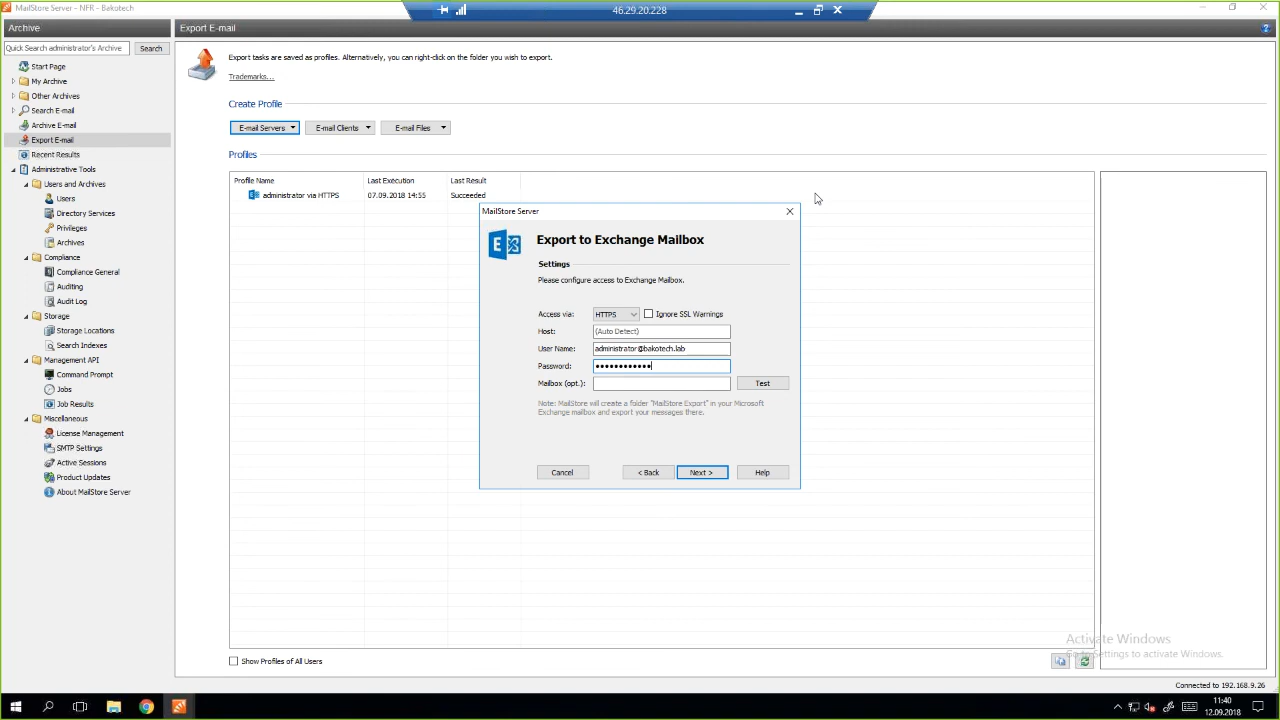 MailStore Server - NFR - Bakotech
46.29.20.228
Archive
Export E-mail
Quick Search administrator's Archive
Search
Start Page
My Archive
Other Archives
Search E-mail
Archive E-mail
Export E-mail
Recent Results
Administrative Tools
Users and Archives
Users
Directory Services
Privileges
Archives
Compliance
Compliance General
Auditing
Audit Log
Storage
Storage Locations
Search Indexes
Management API
Command Prompt
Jobs
Job Results
Miscellaneous
License Management
SMTP Settings
Active Sessions
Product Updates
About MailStore Server
Export tasks are saved as profiles. Alternatively, you can right-click on the folder you wish to export.
Trademarks...
Create Profile
E-mail Servers
E-mail Clients
E-mail Files
Profiles
Profile Name Last Execution Last Result
administrator via HTTPS 07.09.2018 14:55 Succeeded
MailStore Server
Export to Exchange Mailbox
Settings
Please configure access to Exchange Mailbox.
Access via: HTTPS Ignore SSL Warnings
Host: (Auto Detect)
User Name: administrator@bakotech.lab
Password: ••••••••••••
Mailbox (opt.): Test
Note: MailStore will create a folder "MailStore Export" in your Microsoft
Exchange mailbox and export your messages there.
Cancel < Back Next > Help
Activate Windows
Go to Settings to activate Windows.
Show Profiles of All Users
Connected to 192.168.9.26
11:40
12.09.2018